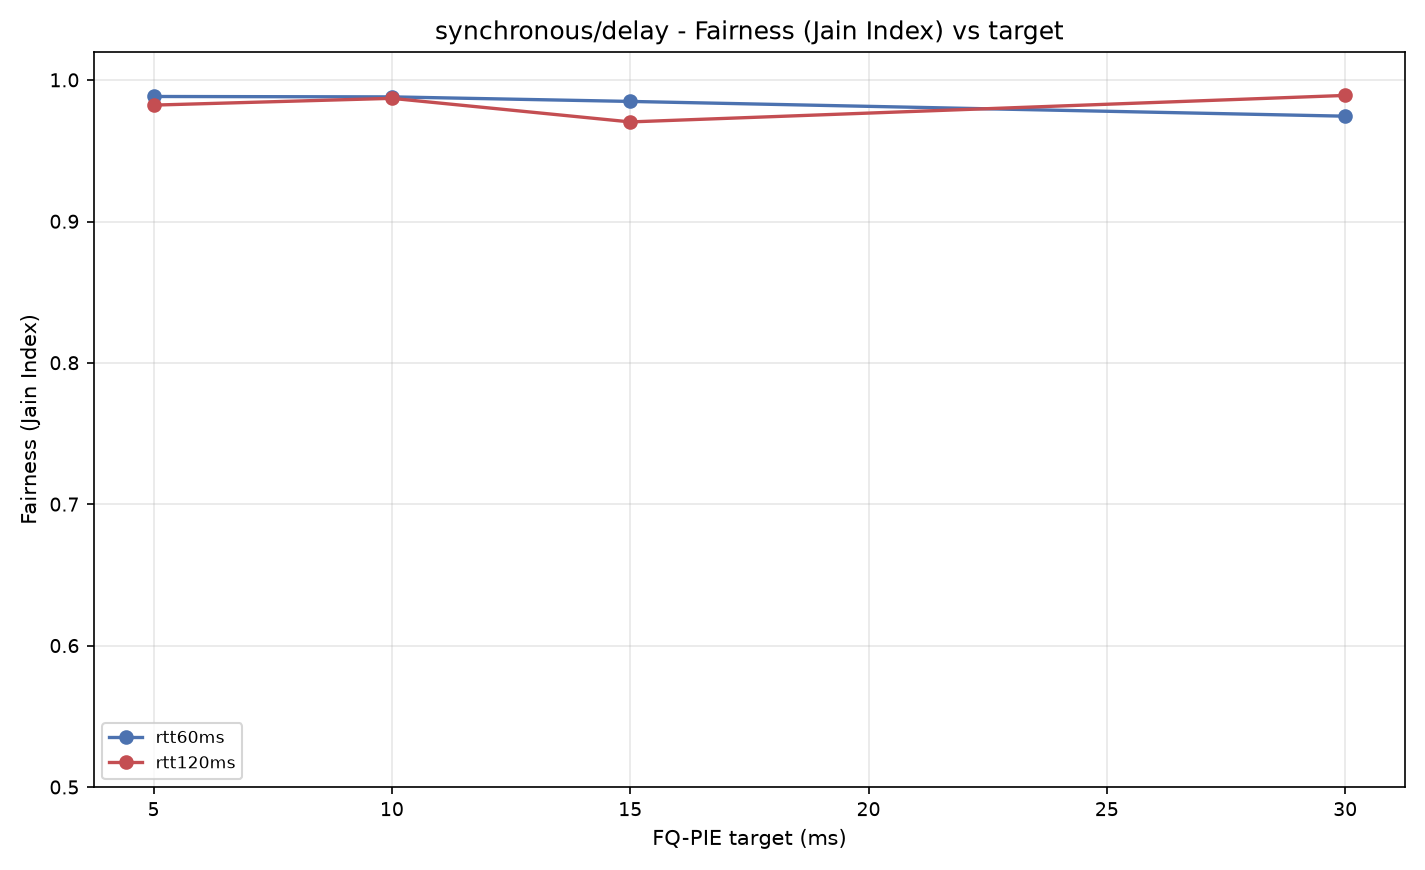 synchronous/delay - Fairness (Jain Index) vs target
Fairness (Jain Index)
1.0
0.9
0.8
0.7
0.6
0.5
rtt60ms
rtt120ms
5 10 15 20 25 30
FQ-PIE target (ms)